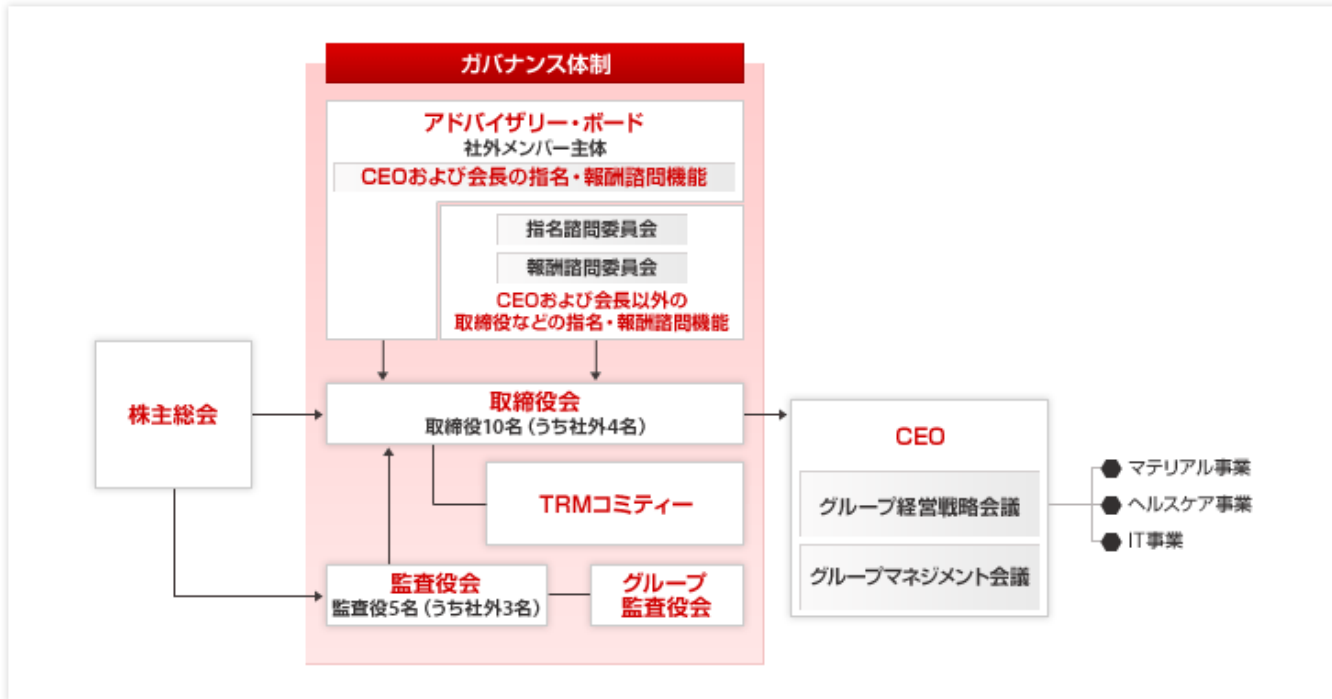 ガバナンス体制
アドバイザリー・ボード
社外メンバー主体
CEOおよび会長の指名・報酬諮問機能
指名諮問委員会
報酬諮問委員会
CEOおよび会長以外の
取締役などの指名・報酬諮問機能
株主総会
取締役会
取締役10名(うち社外4名)
TRMコミティー
監査役会
監査役5名(うち社外3名)
グループ
監査役会
CEO
グループ経営戦略会議
グループマネジメント会議
マテリアル事業
ヘルスケア事業
IT事業